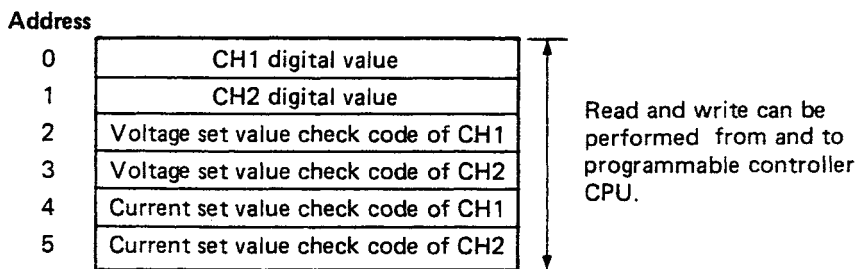 Address
0 CH1 digital value
1 CH2 digital value
2 Voltage set value check code of CH1
3 Voltage set value check code of CH2
4 Current set value check code of CH1
5 Current set value check code of CH2
Read and write can be
performed from and to
programmable controller
CPU.